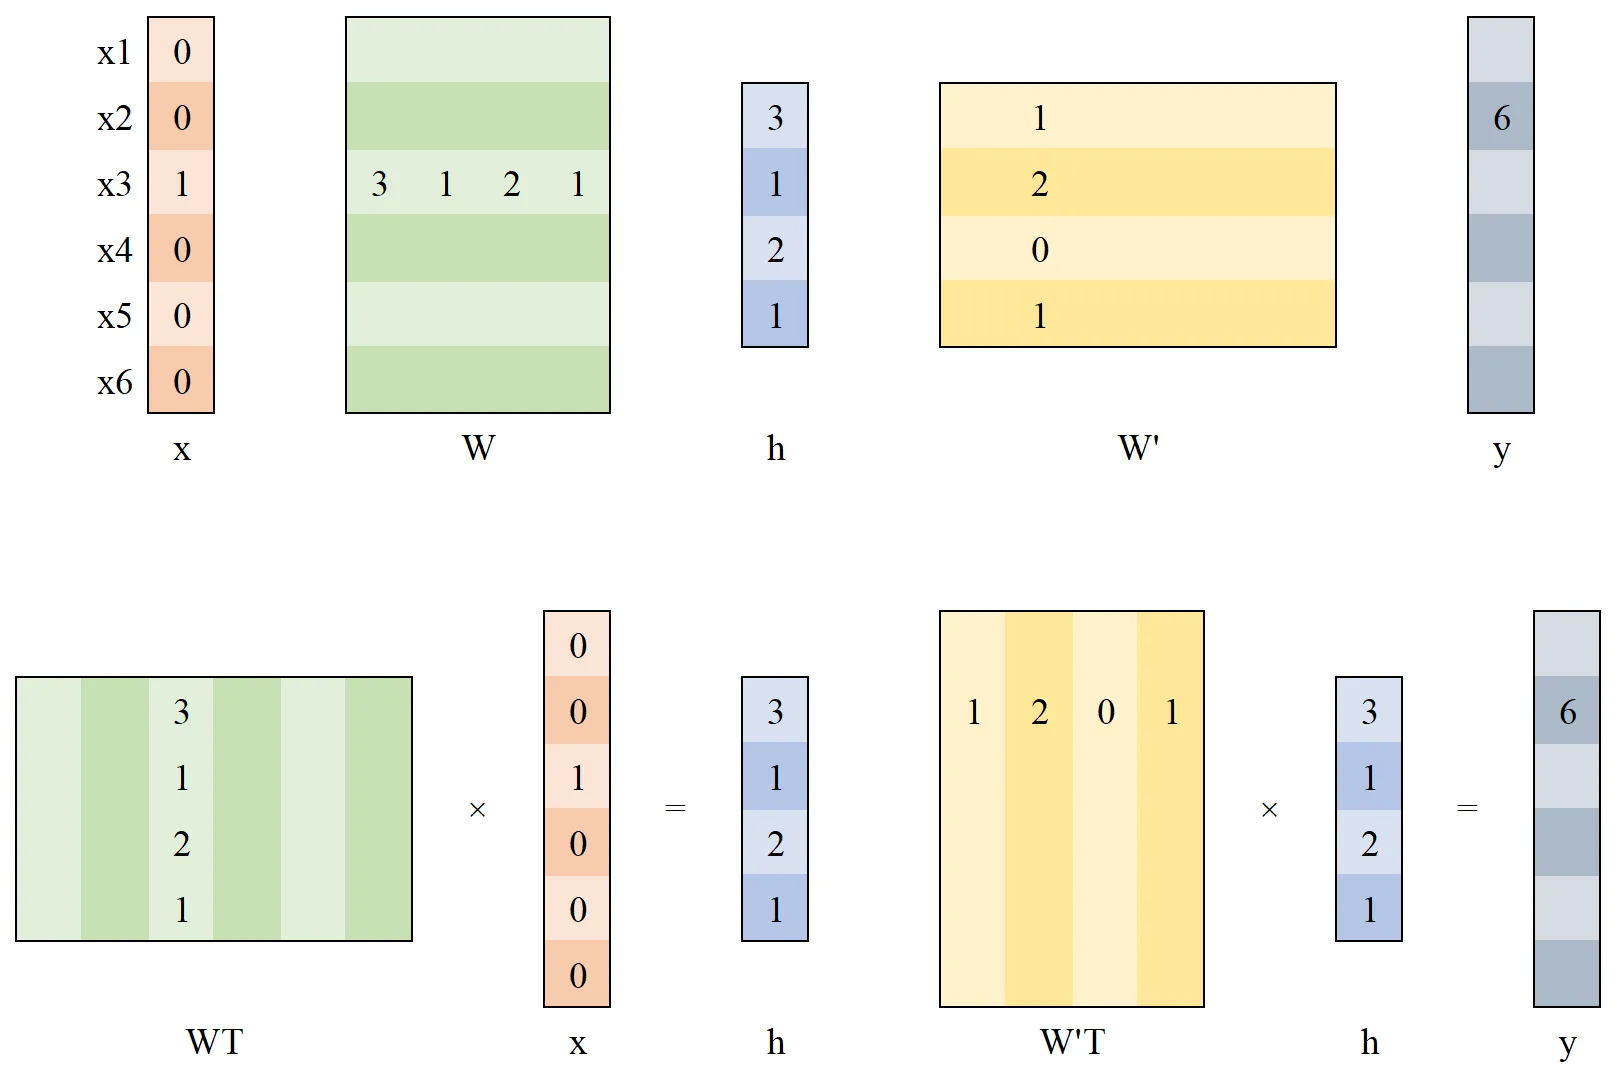 x1 0
x2 0 3 1 6
x3 1 3 1 2 1 1 2
x4 0 2 0
x5 0 1 1
x6 0
x W h W' y
0
3 0 1 2 0 1 3 6
1 1 1 1
× = × =
2 0 2 2
1 0 1 1
0
WT x h W'T h y